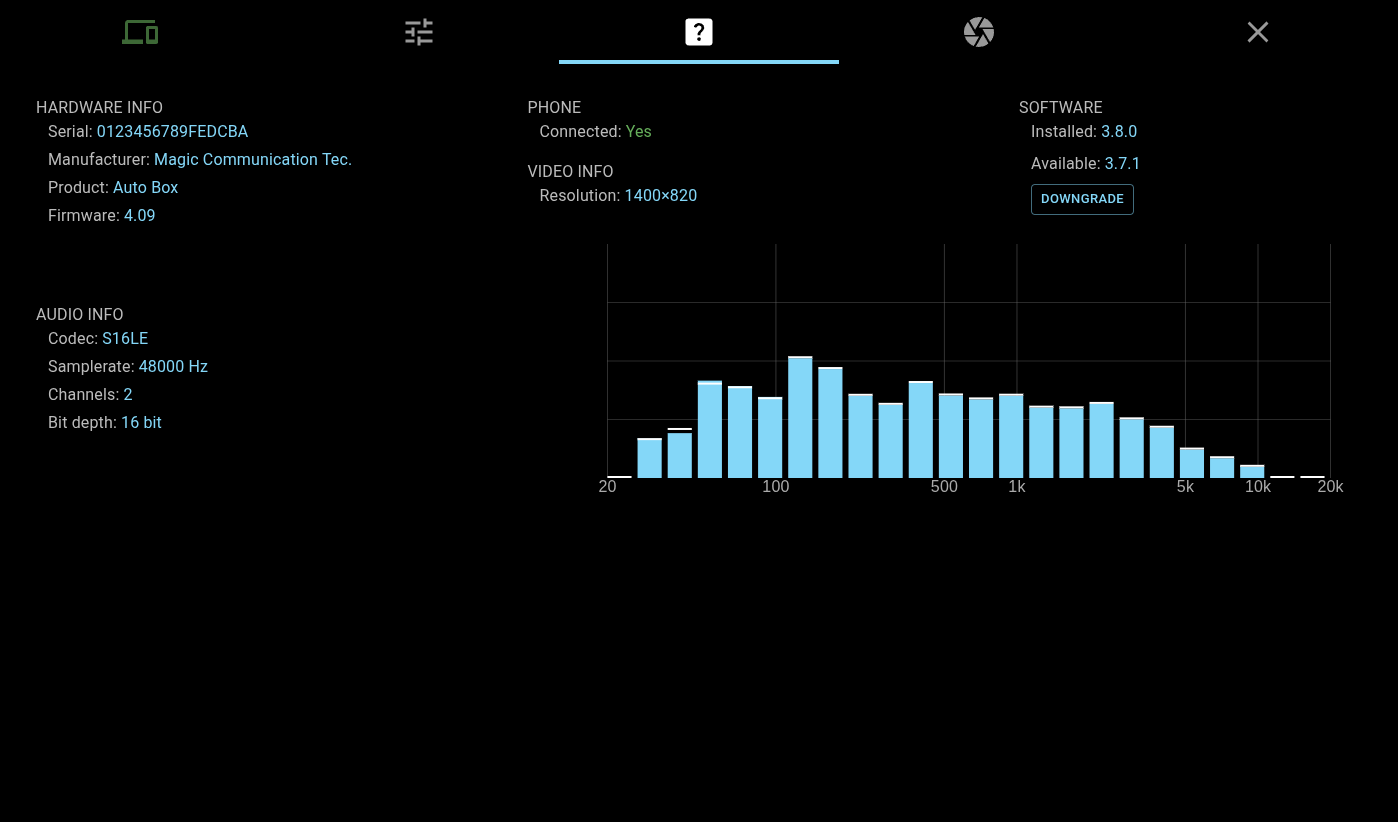 HARDWARE INFO
Serial: 0123456789FEDCBA
Manufacturer: Magic Communication Tec.
Product: Auto Box
Firmware: 4.09
PHONE
Connected: Yes
VIDEO INFO
Resolution: 1400×820
SOFTWARE
Installed: 3.8.0
Available: 3.7.1
DOWNGRADE
AUDIO INFO
Codec: S16LE
Samplerate: 48000 Hz
Channels: 2
Bit depth: 16 bit
20 100 500 1k 5k 10k 20k